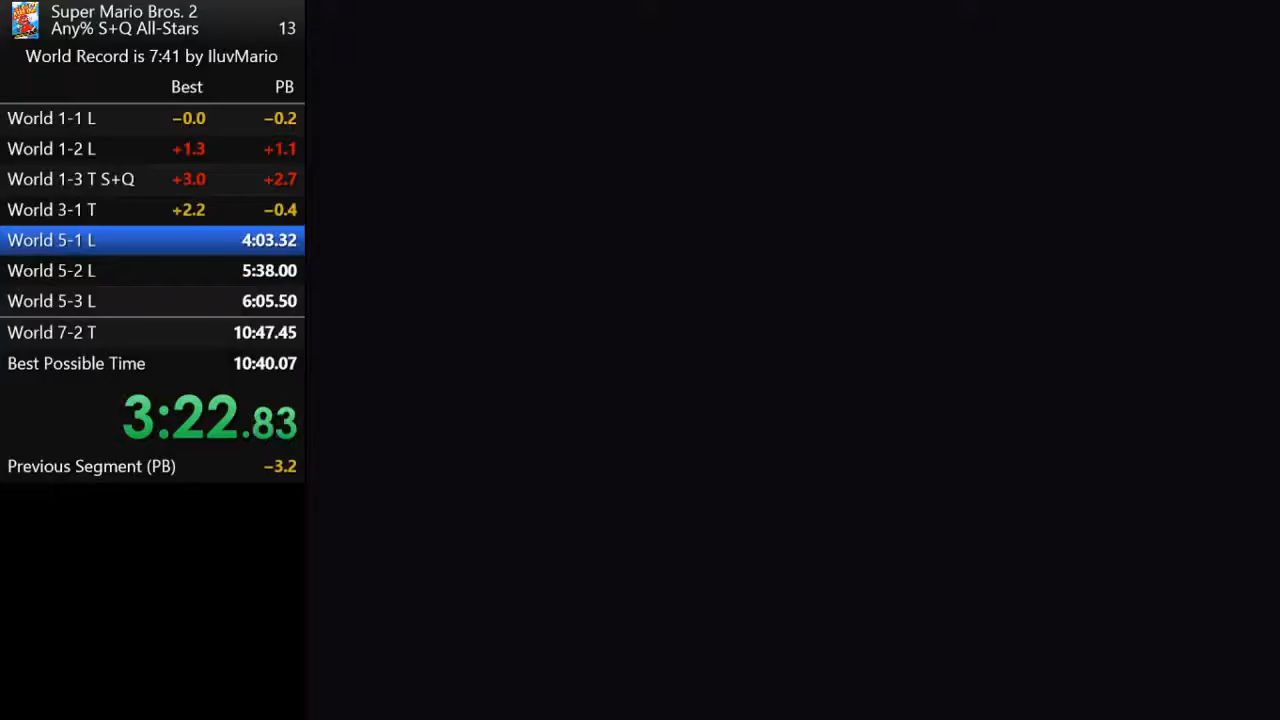 Super Mario Bros. 2
Any% S+Q All-Stars 13
World Record is 7:41 by IluvMario
Best PB
World 1-1 L −0.0 −0.2
World 1-2 L +1.3 +1.1
World 1-3 T S+Q +3.0 +2.7
World 3-1 T +2.2 −0.4
World 5-1 L 4:03.32
World 5-2 L 5:38.00
World 5-3 L 6:05.50
World 7-2 T 10:47.45
Best Possible Time 10:40.07
3:22.83
Previous Segment (PB) −3.2